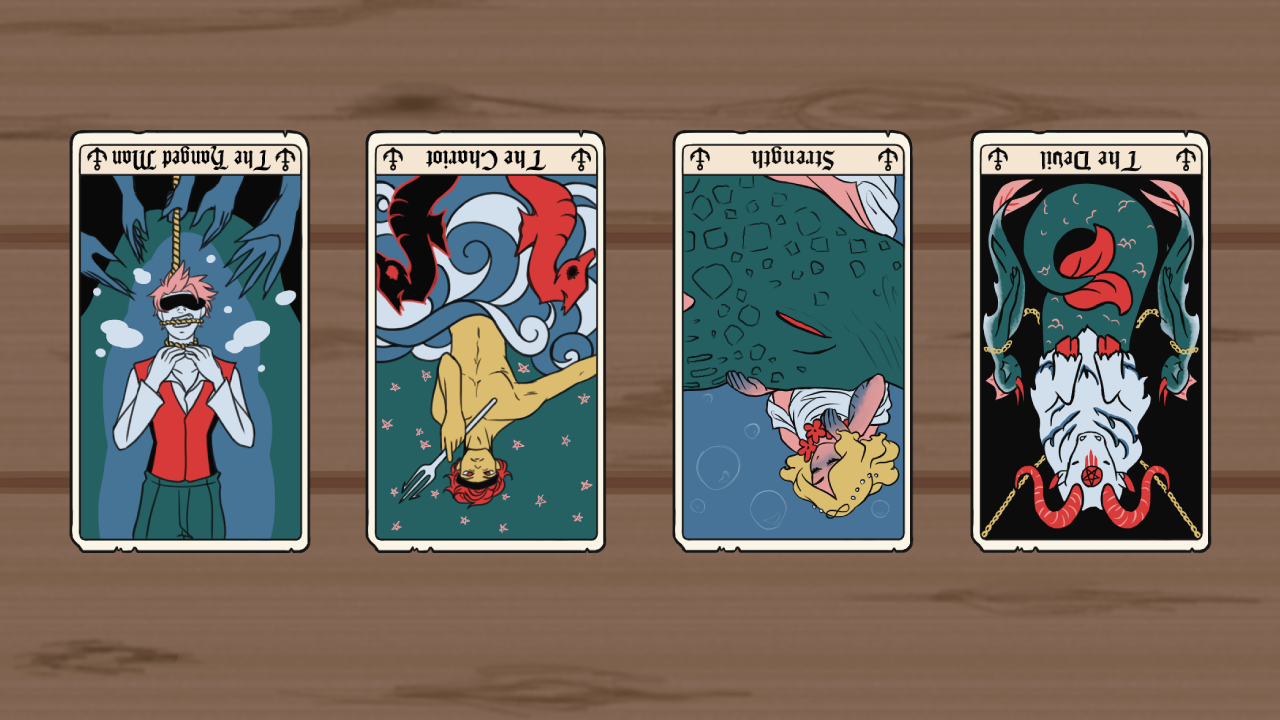 The Hanged Man
The Chariot
Strength
The Devil